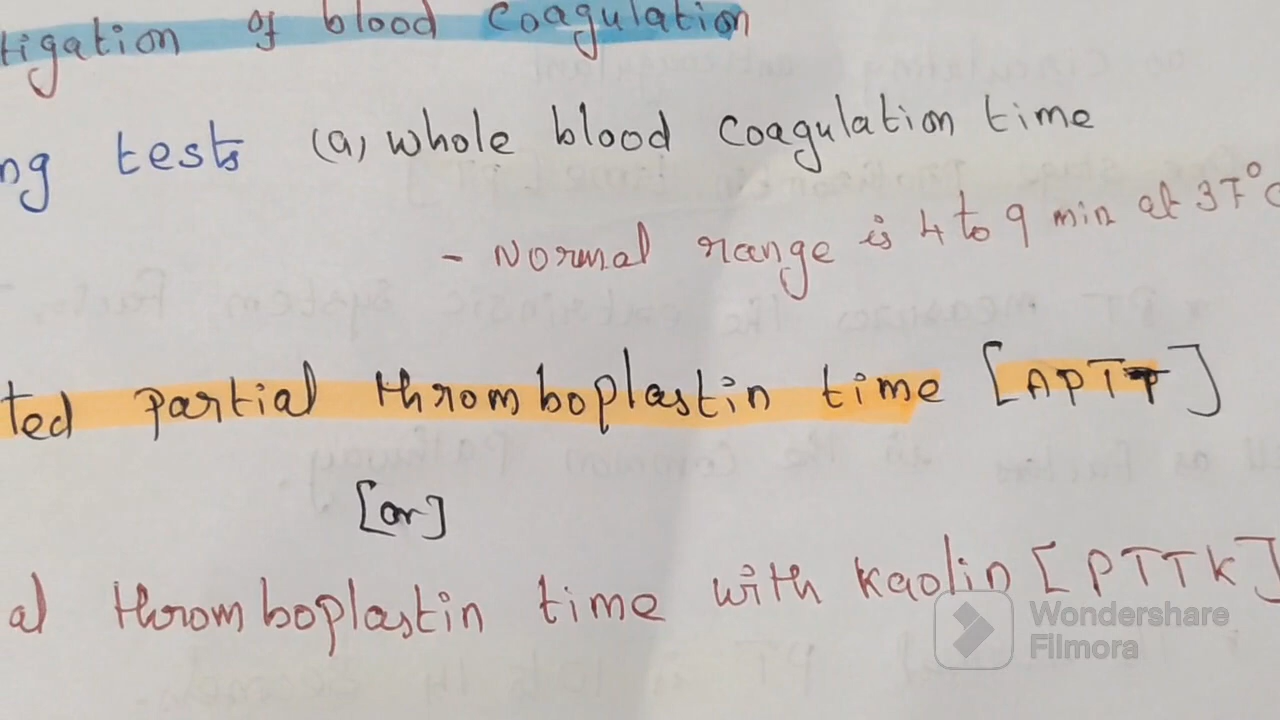 tigation of blood coagulation
ng tests (a) whole blood coagulation time
- Normal range is 4 to 9 min at 37°C
ted partial thromboplastin time [APTT]
[or]
al thromboplastin time with kaolin [PTTK]
Wondershare
Filmora